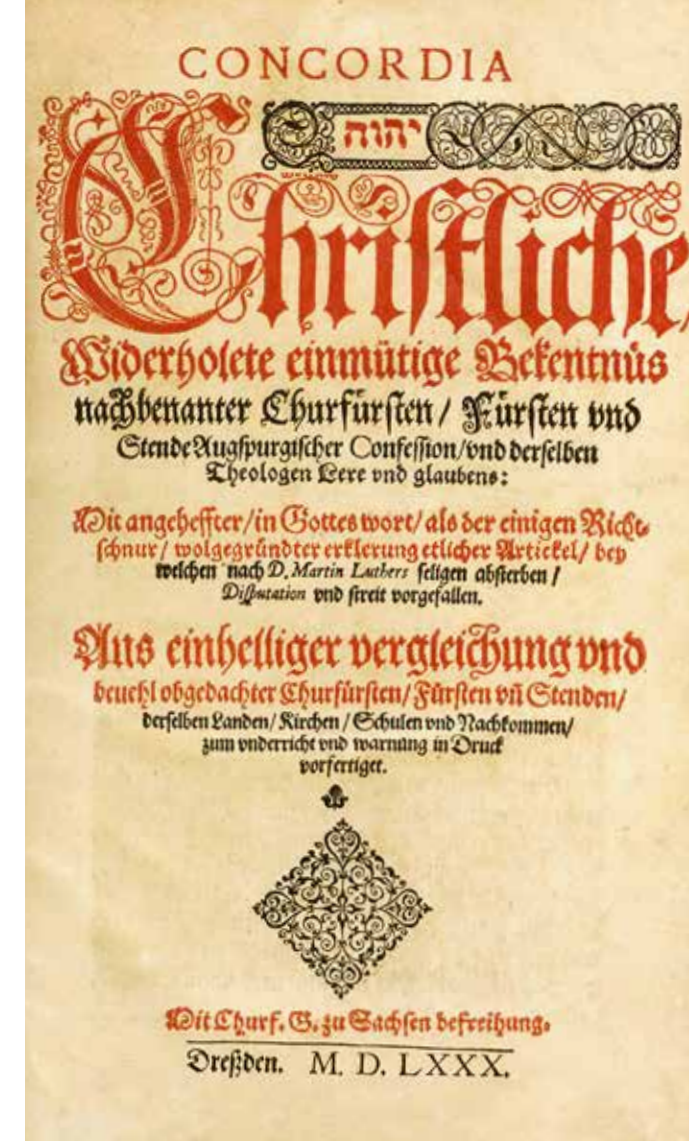 CONCORDIA
יהוה
Christliche,
Widerholete einmütige Bekentnüs
nachbenanter Churfürsten/ Fürsten vnd
Stende Augspurgischer Confession/vnd derselben
Theologen Lere vnd glaubens:
Mit angeheffter/in Gottes wort/als der einigen Richt-
schnur/ wolgegründter erklerung etlicher Artickel/ bey
welchen nach D. Martin Luthers seligen absterben /
Disputation vnd streit vorgefallen.
Aus einhelliger vergleichung vnd
beuehl obgedachter Churfürsten/ Fürsten vn̄ Stenden/
derselben Landen/ Kirchen/ Schulen vnd Nachkommen/
zum vnderricht vnd warnung in Druck
vorfertiget.
Mit Churf. G. zu Sachsen befreihung.
Dreßden. M. D. LXXX.